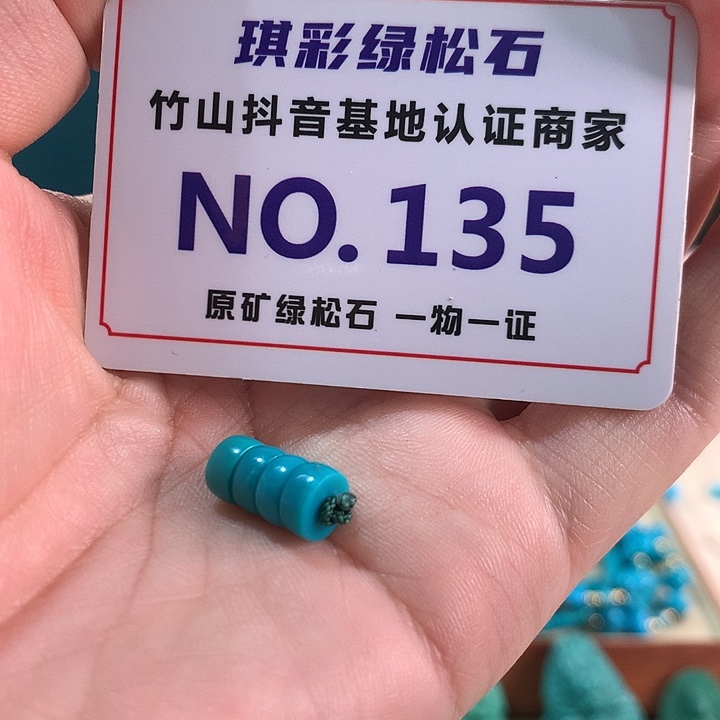 琪彩绿松石
竹山抖音基地认证商家
NO.135
原矿绿松石 一物一证